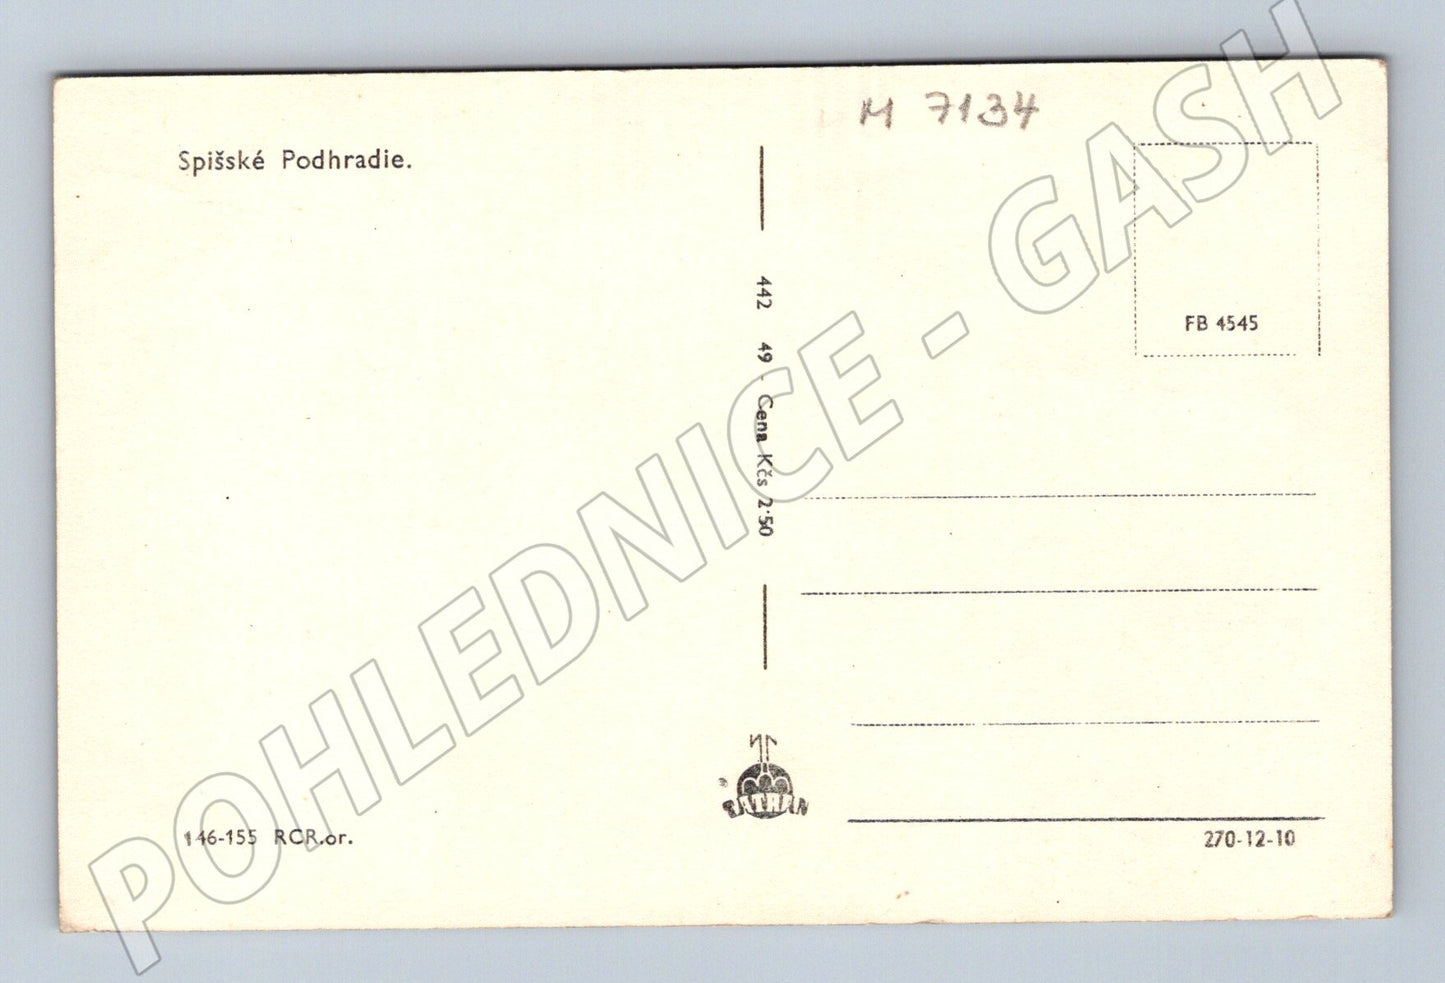 M 7134
Spišské Podhradie.
FB 4545
442 49 - Cena Kčs 2·50
TATRAN
146-155 RCR.or.
270-12-10
POHLEDNICE - GASH